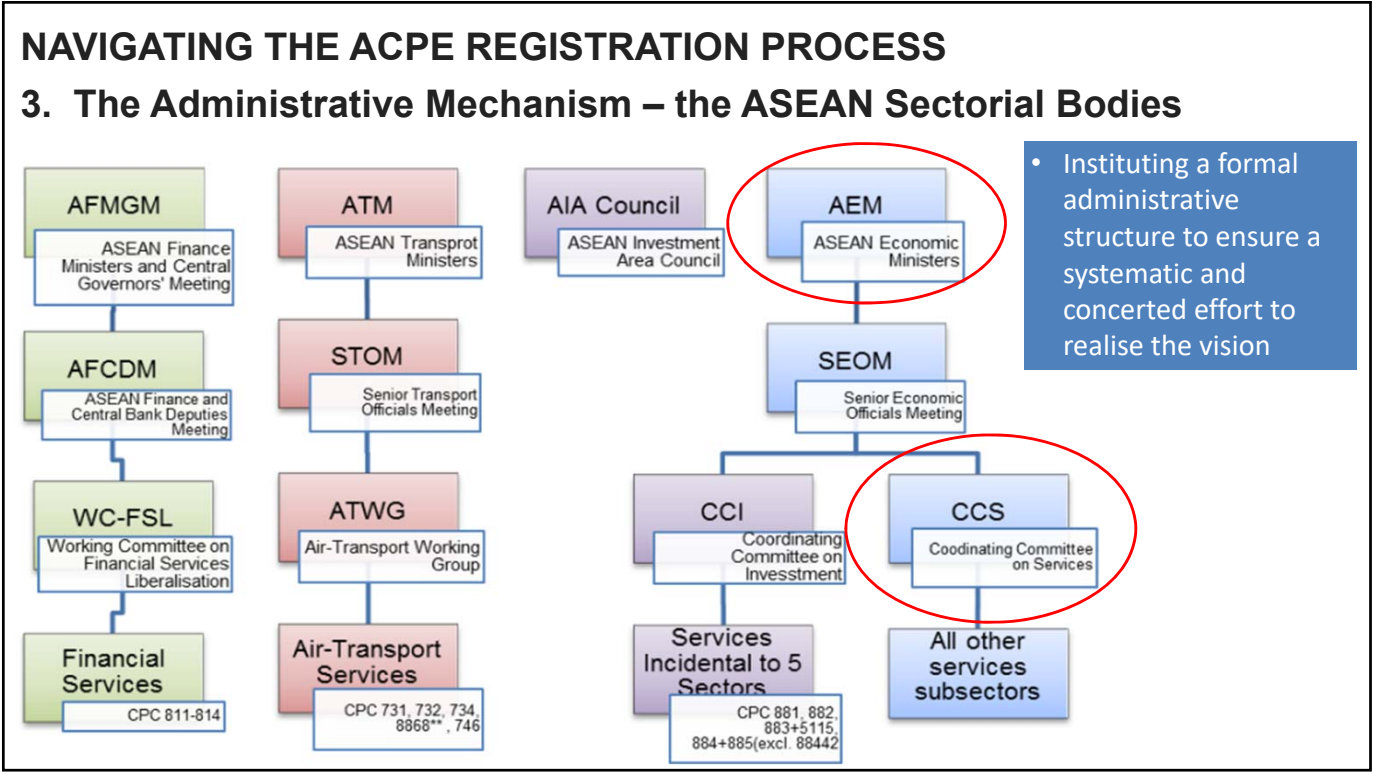 NAVIGATING THE ACPE REGISTRATION PROCESS
3. The Administrative Mechanism – the ASEAN Sectorial Bodies
AFMGM
ASEAN Finance
Ministers and Central
Governors' Meeting
AFCDM
ASEAN Finance and
Central Bank Deputies
Meeting
WC-FSL
Working Committee on
Financial Services
Liberalisation
Financial
Services
CPC 811-814
ATM
ASEAN Transprot
Ministers
STOM
Senior Transport
Officials Meeting
ATWG
Air-Transport Working
Group
Air-Transport
Services
CPC 731, 732, 734,
8868** , 746
AIA Council
ASEAN Investment
Area Council
AEM
ASEAN Economic
Ministers
SEOM
Senior Economic
Officials Meeting
CCI
Coordinating
Committee on
Invesstment
Services
Incidental to 5
Sectors
CPC 881, 882,
883+5115,
884+885(excl. 88442
CCS
Coodinating Committee
on Services
All other
services
subsectors
• Instituting a formal
administrative
structure to ensure a
systematic and
concerted effort to
realise the vision